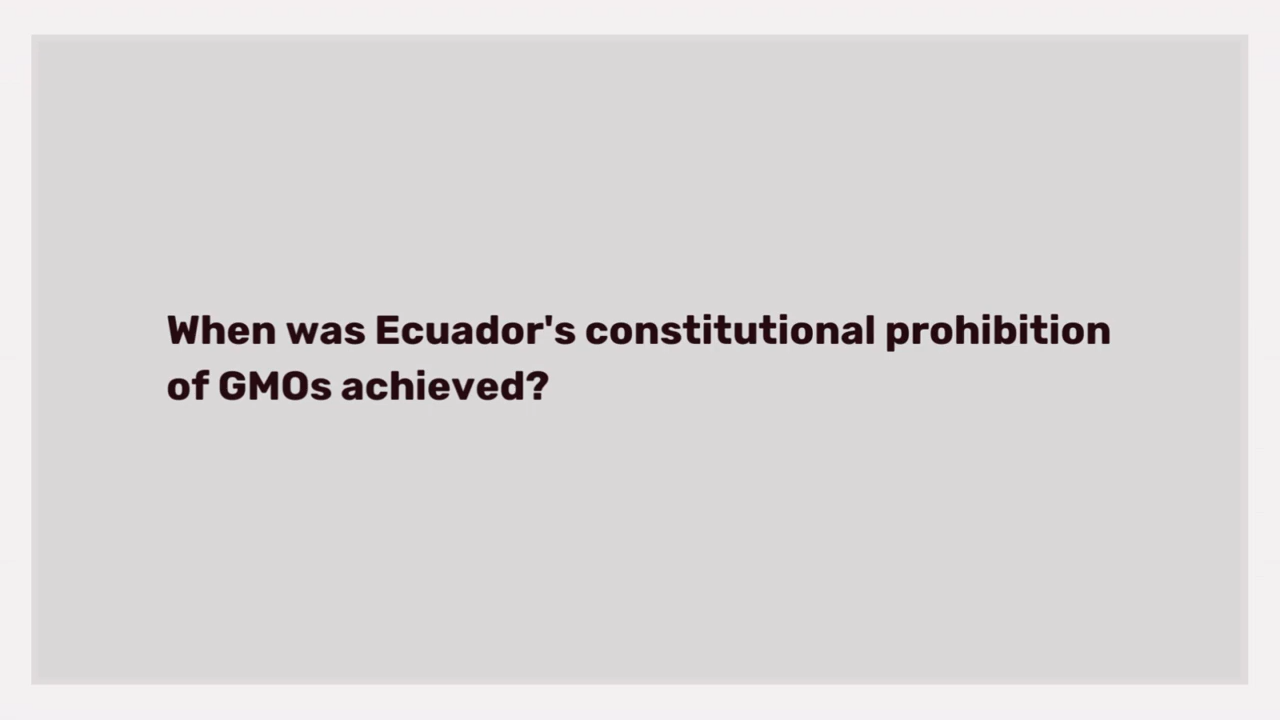 When was Ecuador's constitutional prohibition
of GMOs achieved?